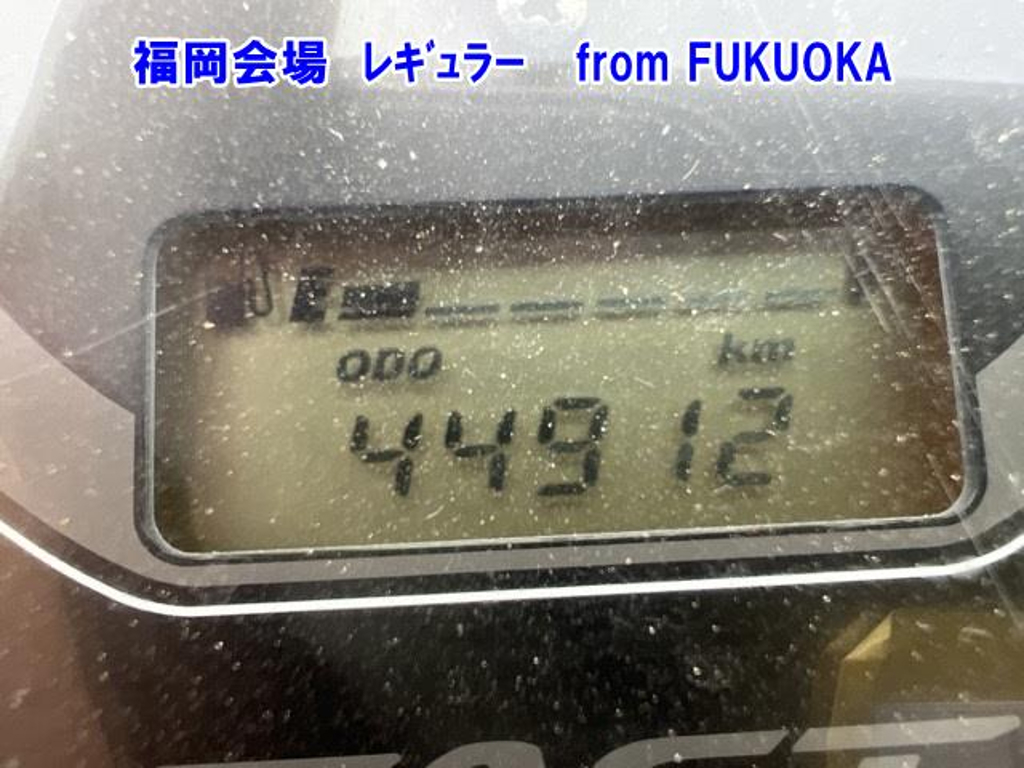 福岡会場 ﾚｷﾞｭﾗｰ from FUKUOKA
E
ODO km
44912